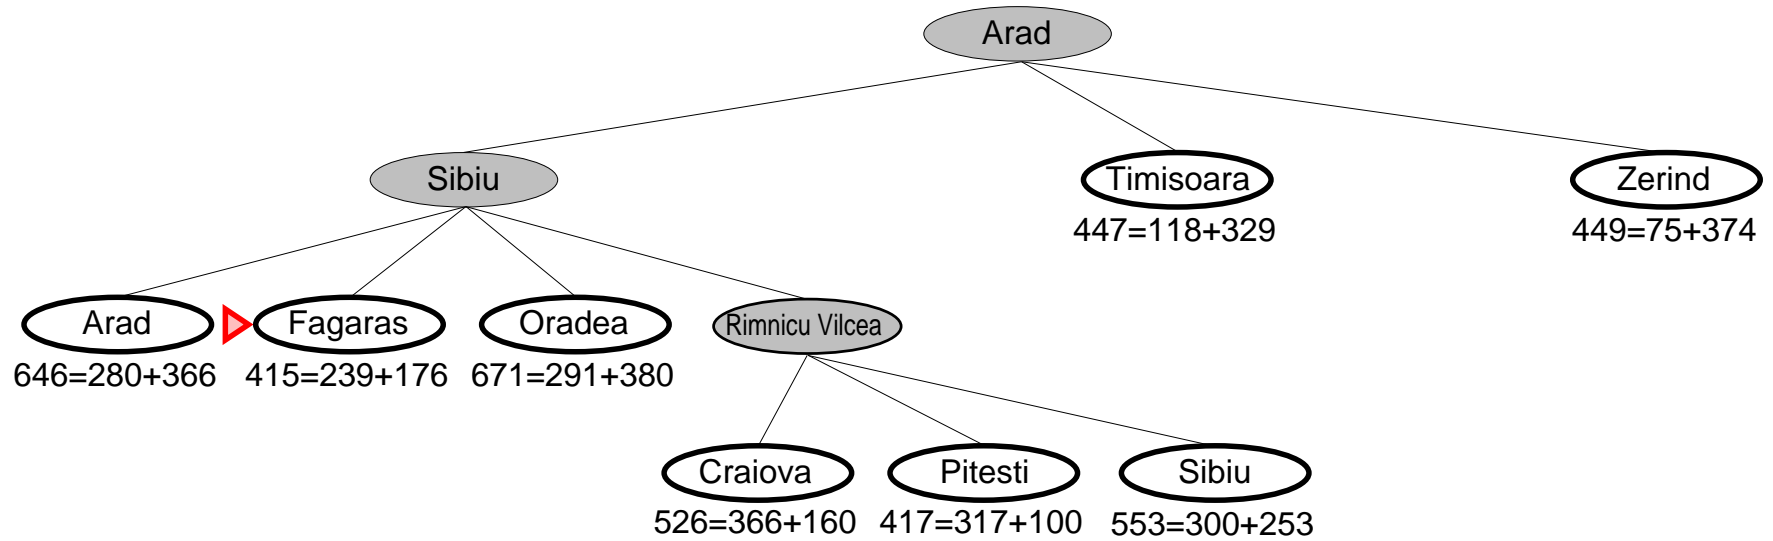 Arad
Sibiu
Timisoara
Zerind
447=118+329
449=75+374
Arad
Fagaras
Oradea
Rimnicu Vilcea
646=280+366
415=239+176
671=291+380
Craiova
Pitesti
Sibiu
526=366+160
417=317+100
553=300+253